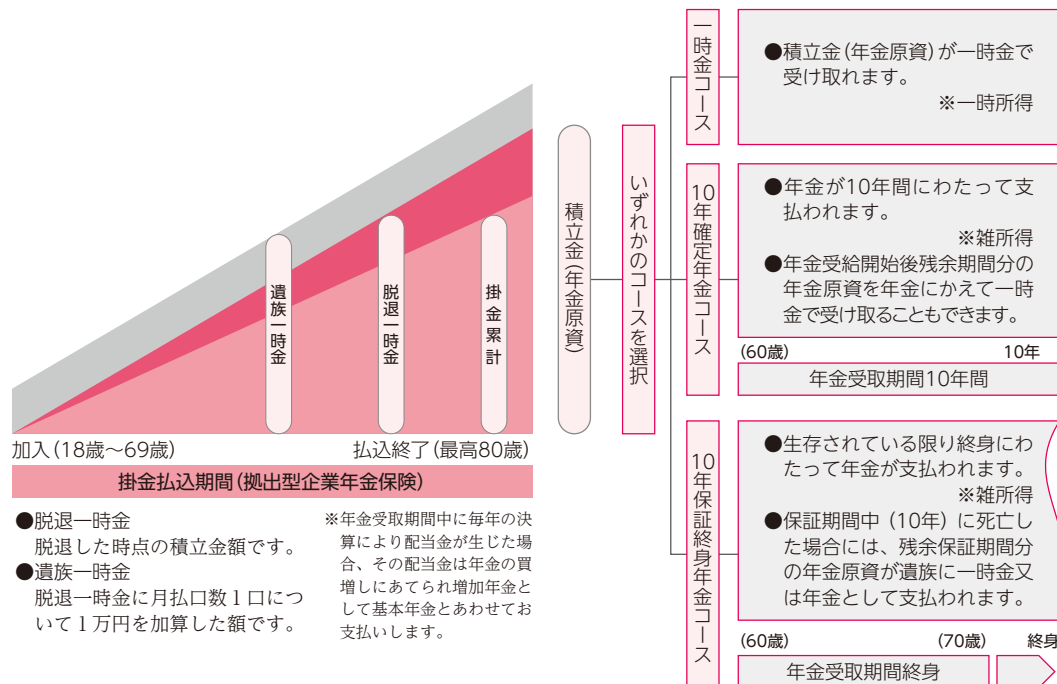 遺族一時金
脱退一時金
掛金累計
加入(18歳～69歳)
払込終了(最高80歳)
掛金払込期間(拠出型企業年金保険)
●脱退一時金
脱退した時点の積立金額です。
●遺族一時金
脱退一時金に月払口数1口につ
いて1万円を加算した額です。
※年金受取期間中に毎年の決
算により配当金が生じた場
合、その配当金は年金の買
増しにあてられ増加年金と
して基本年金とあわせてお
支払いします。
積立金(年金原資)
いずれかのコースを選択
一時金コース
●積立金(年金原資)が一時金で
受け取れます。
※一時所得
10年確定年金コース
●年金が10年間にわたって支
払われます。
※雑所得
●年金受給開始後残余期間分の
年金原資を年金にかえて一時
金で受け取ることもできます。
(60歳)
10年
年金受取期間10年間
10年保証終身年金コース
●生存されている限り終身にわ
たって年金が支払われます。
※雑所得
●保証期間中(10年)に死亡し
た場合には、残余保証期間分
の年金原資が遺族に一時金又
は年金として支払われます。
(60歳)
(70歳)
終身
年金受取期間終身